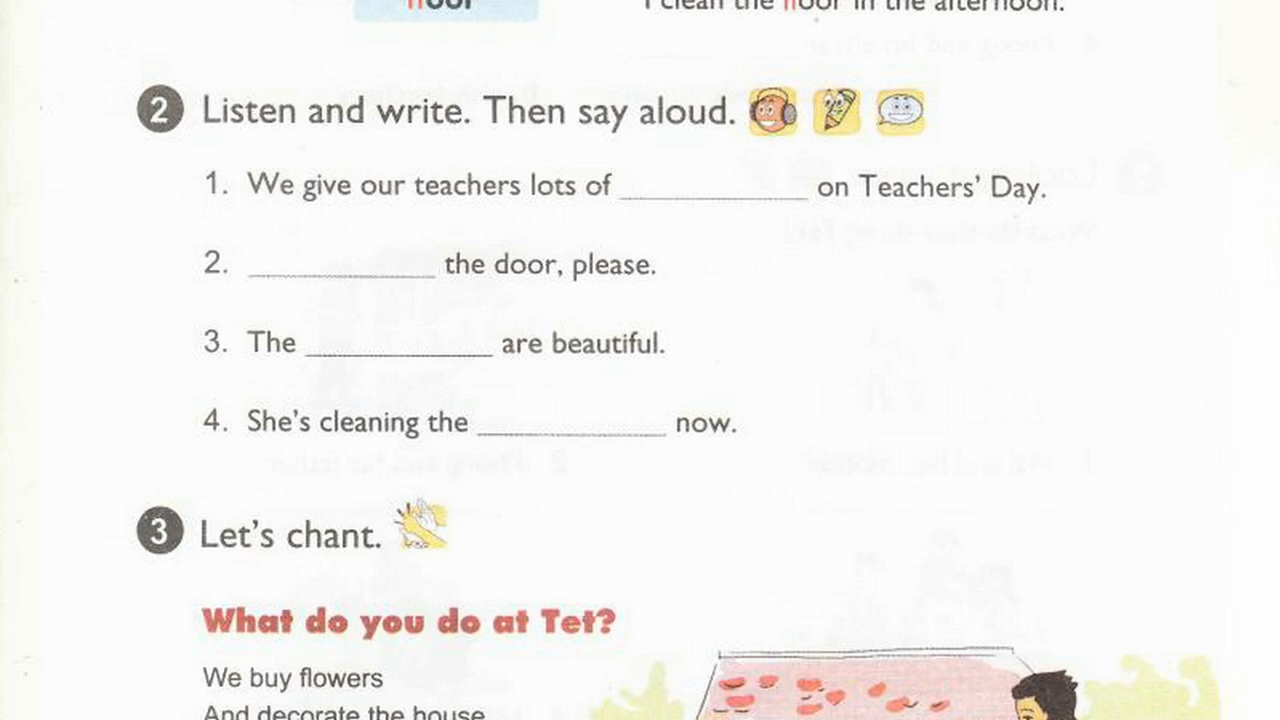 floor I clean the floor in the afternoon.
2 Listen and write. Then say aloud.
1. We give our teachers lots of ____________ on Teachers' Day.
2. ____________ the door, please.
3. The ____________ are beautiful.
4. She's cleaning the ____________ now.
3 Let's chant.
What do you do at Tet?
We buy flowers
And decorate the house